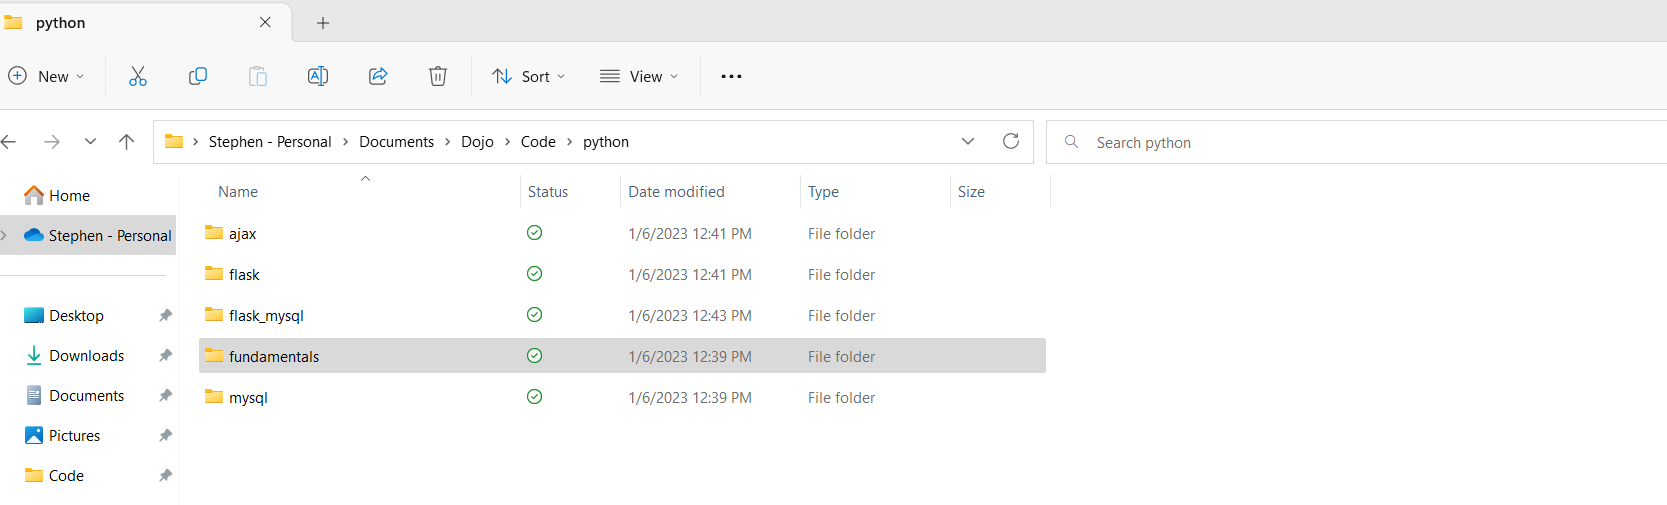 python
New Sort View
Stephen - Personal Documents Dojo Code python Search python
Home
Stephen - Personal
Desktop
Downloads
Documents
Pictures
Code
Name Status Date modified Type Size
ajax 1/6/2023 12:41 PM File folder
flask 1/6/2023 12:41 PM File folder
flask_mysql 1/6/2023 12:43 PM File folder
fundamentals 1/6/2023 12:39 PM File folder
mysql 1/6/2023 12:39 PM File folder